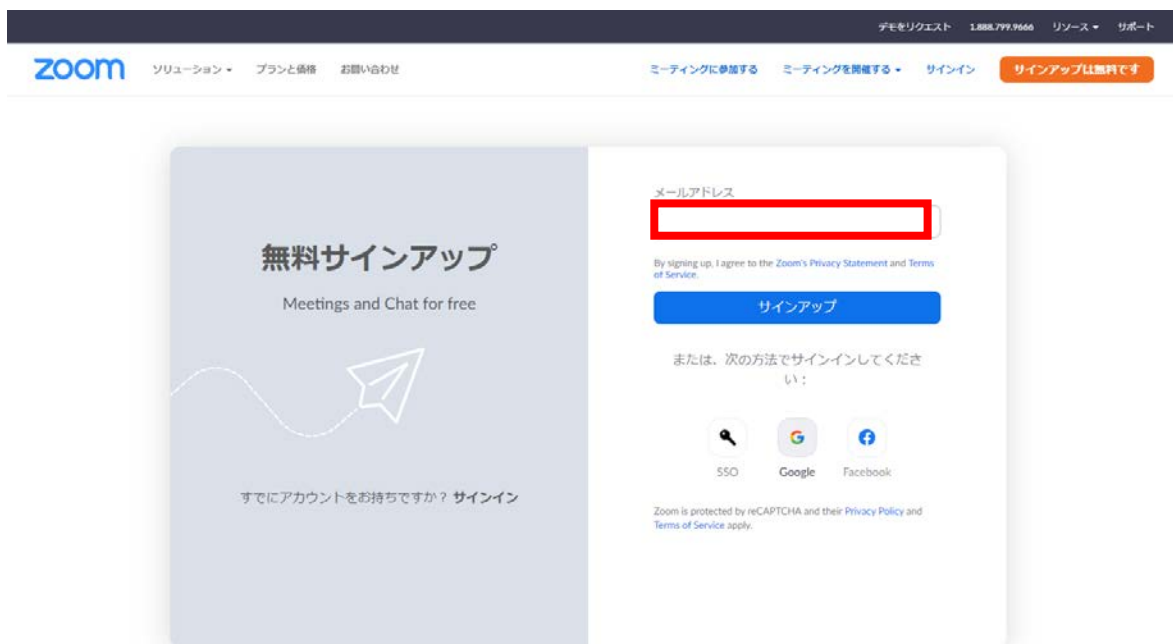 デモをリクエスト 1.888.799.9666 リソース サポート
zoom ソリューション プランと価格 お問い合わせ ミーティングに参加する ミーティングを開催する サインイン サインアップは無料です
無料サインアップ
Meetings and Chat for free
すでにアカウントをお持ちですか？ サインイン
メールアドレス
By signing up, I agree to the Zoom's Privacy Statement and Terms
of Service.
サインアップ
または、次の方法でサインインしてくださ
い：
SSO Google Facebook
Zoom is protected by reCAPTCHA and their Privacy Policy and
Terms of Service apply.